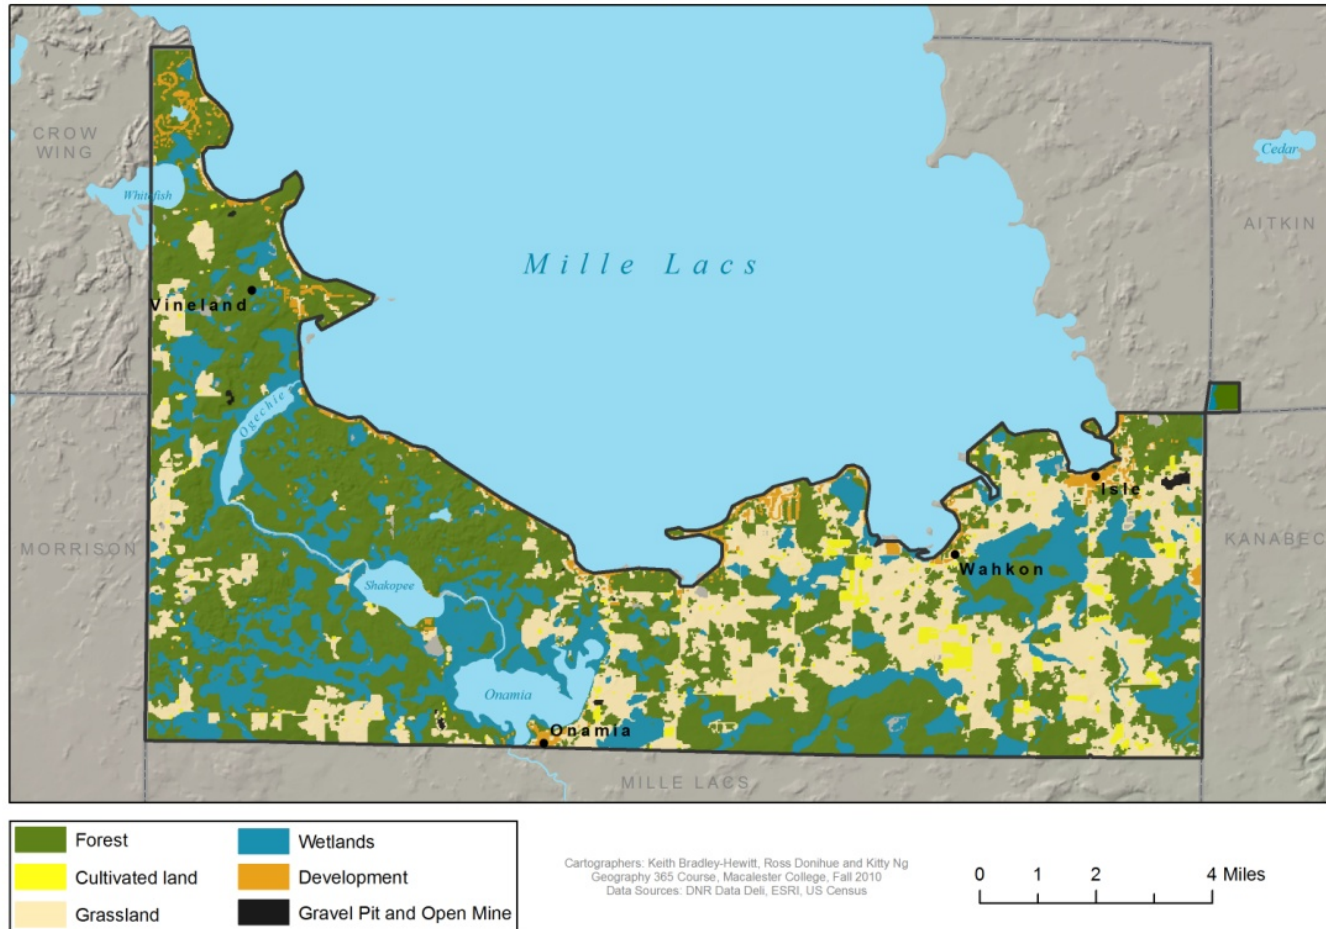 CROW
WING
Cedar
Whitefish
AITKIN
Mille Lacs
Vineland
Ogechie
Isle
MORRISON
KANABEC
Wahkon
Shakopee
Onamia
Onamia
MILLE LACS
Forest
Wetlands
Cultivated land
Development
Grassland
Gravel Pit and Open Mine
Cartographers: Keith Bradley-Hewitt, Ross Donihue and Kitty Ng
Geography 365 Course, Macalester College, Fall 2010
Data Sources: DNR Data Deli, ESRI, US Census
0 1 2 4 Miles